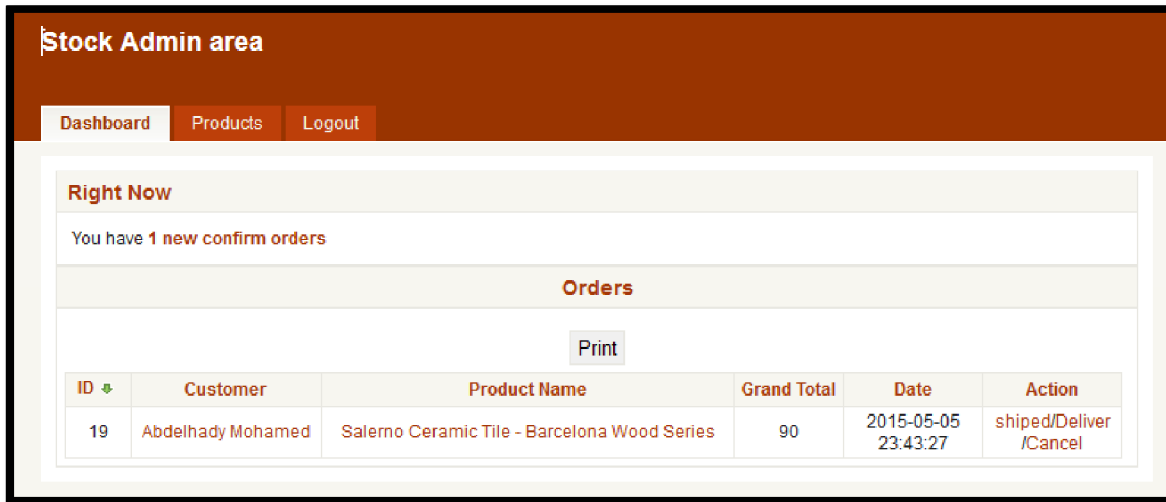 Stock Admin area
Dashboard Products Logout
Right Now
You have 1 new confirm orders
Orders
Print
ID Customer Product Name Grand Total Date Action
19 Abdelhady Mohamed Salerno Ceramic Tile - Barcelona Wood Series 90 2015-05-05 shiped/Deliver
23:43:27 /Cancel